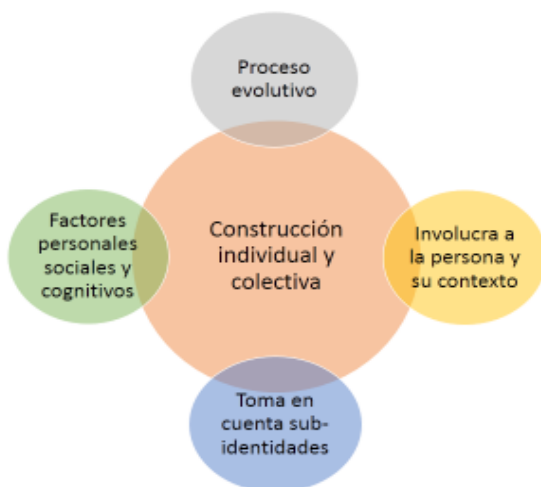 Proceso
evolutivo
Factores
personales
sociales y
cognitivos
Construcción
individual y
colectiva
Involucra a
la persona y
su contexto
Toma en
cuenta sub-
identidades